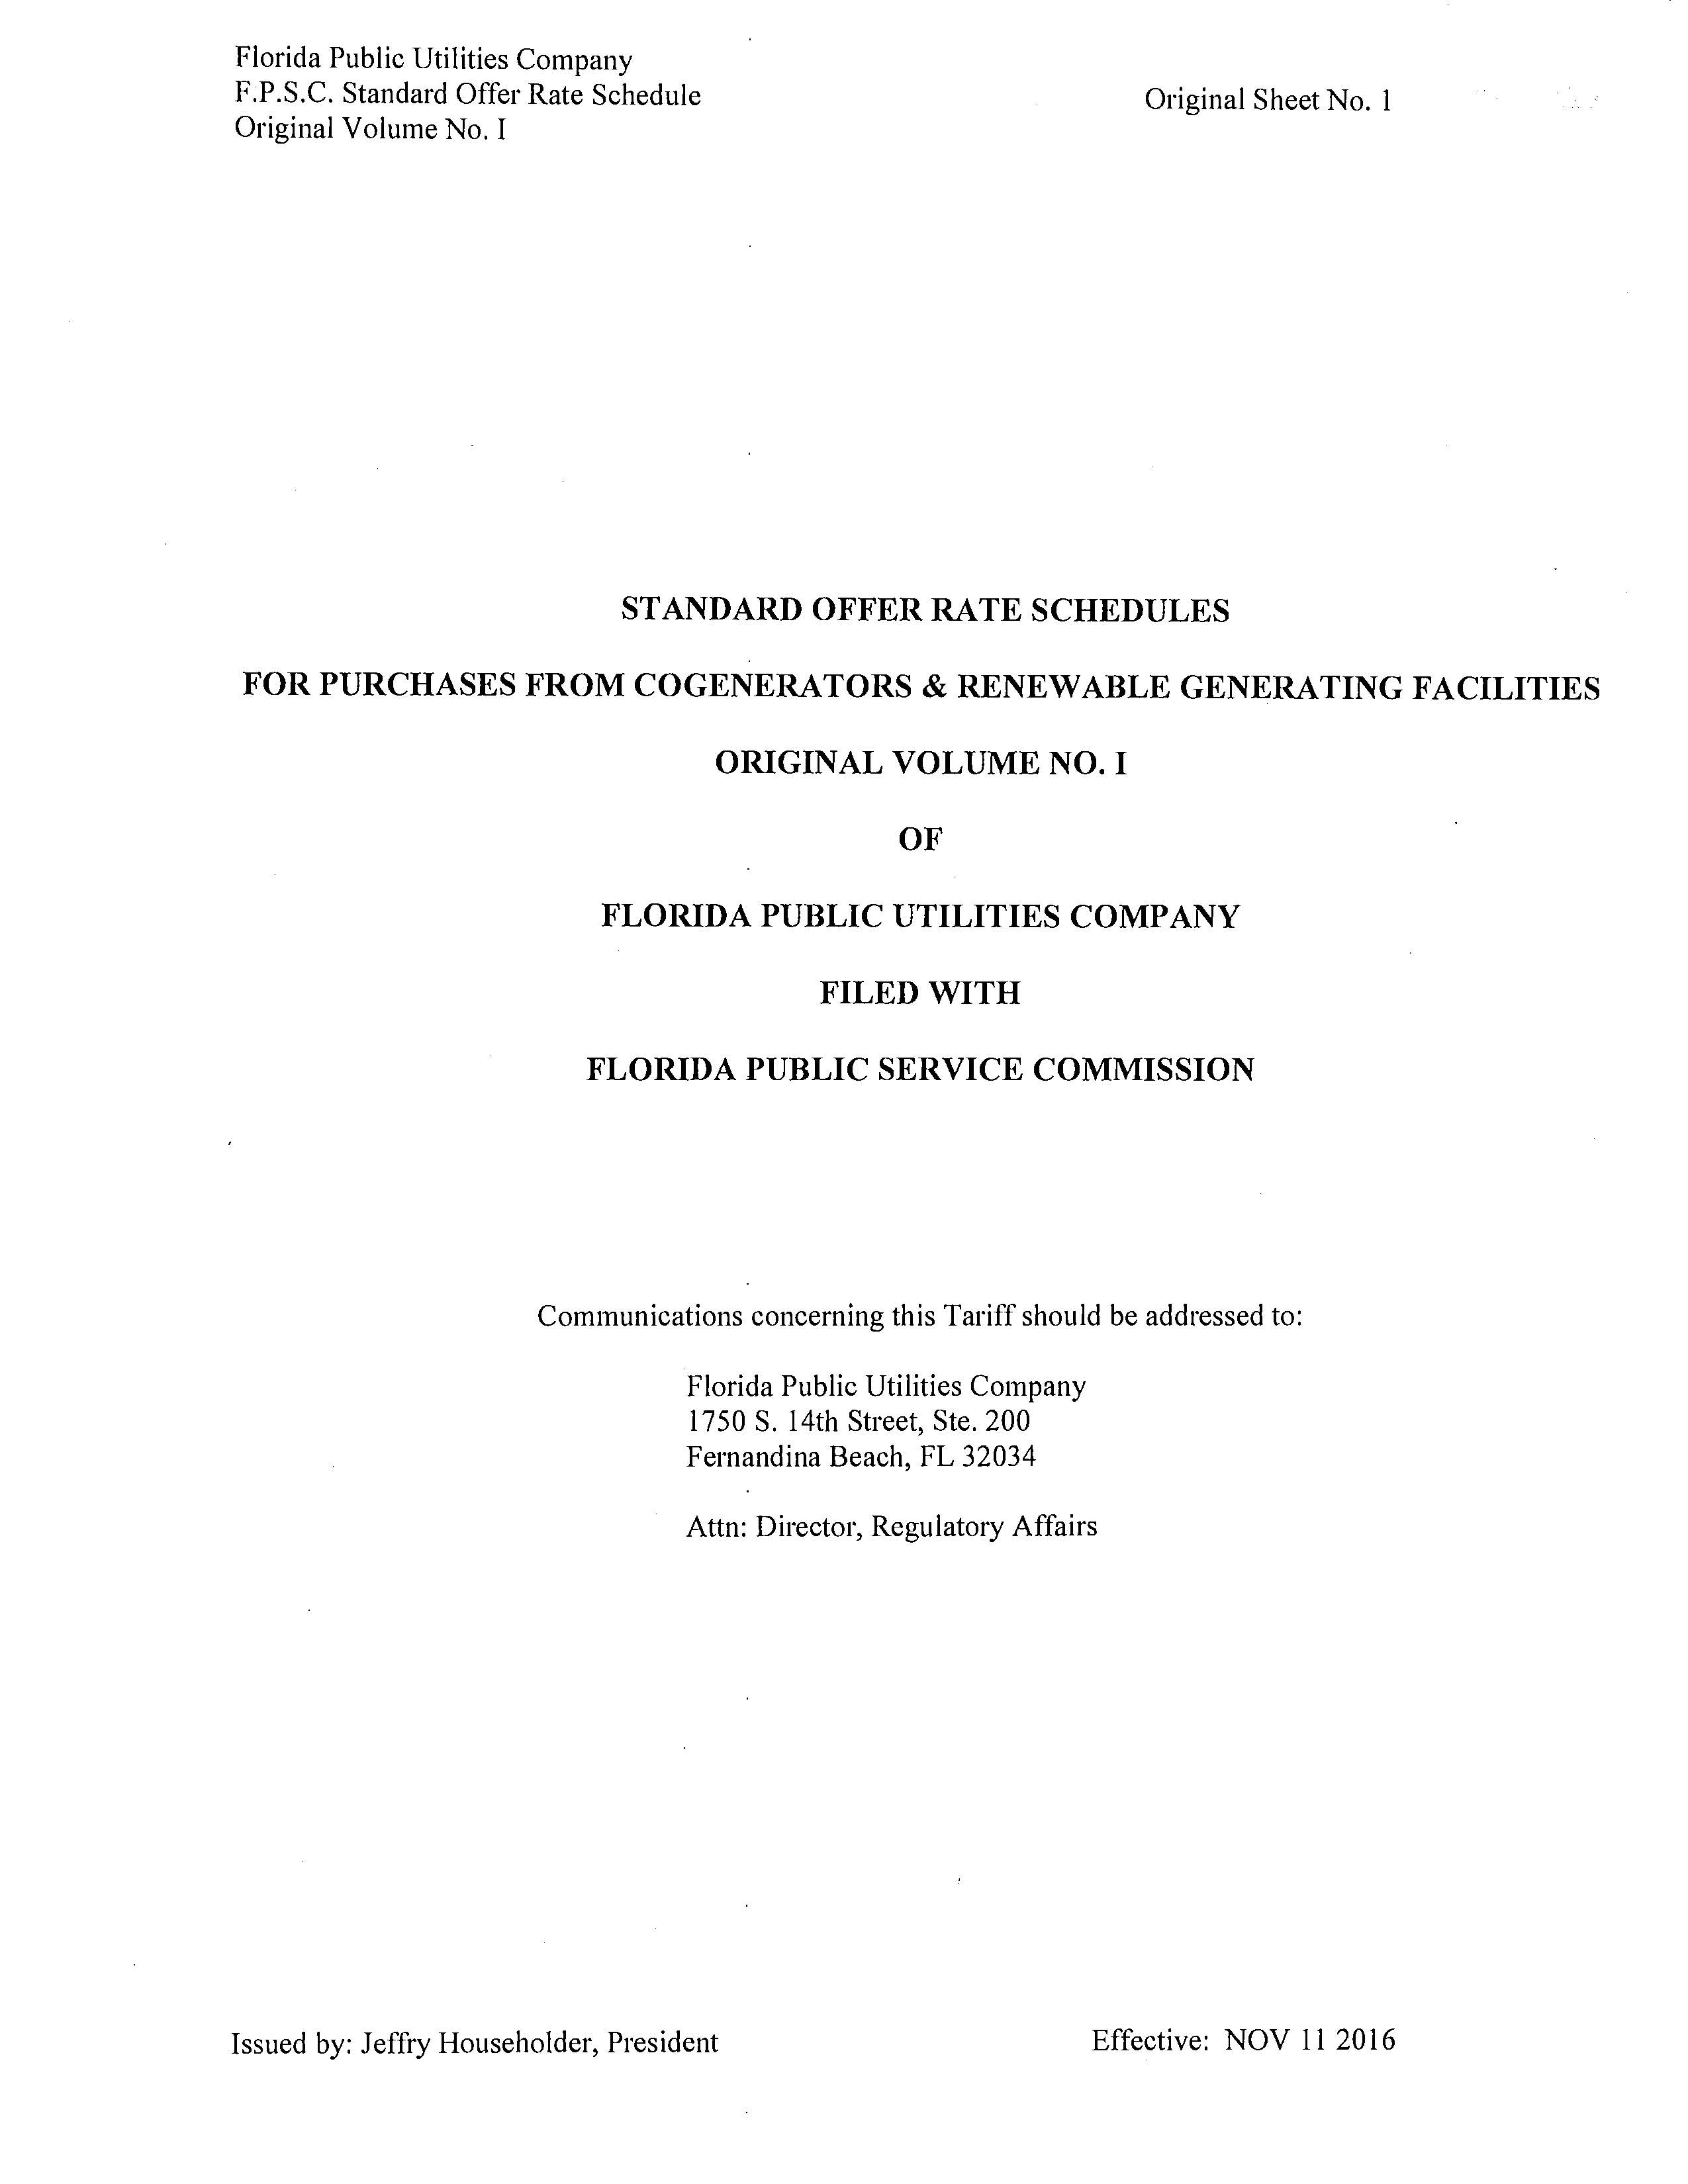 Florida Public Utilities Company
F.P.S.C. Standard Offer Rate Schedule
Original Sheet No. 1
Original Volume No. I
STANDARD OFFER RATE SCHEDULES
FOR PURCHASES FROM COGENERATORS & RENEWABLE GENERATING FACILITIES
ORIGINAL VOLUME NO. I
OF
FLORIDA PUBLIC UTILITIES COMPANY
FILED WITH
FLORIDA PUBLIC SERVICE COMMISSION
Communications concerning this Tariff should be addressed to:
Florida Public Utilities Company
1750 S. 14th Street, Ste. 200
Fernandina Beach, FL 32034
Attn: Director, Regulatory Affairs
Issued by: Jeffry Householder, President
Effective: NOV 11 2016